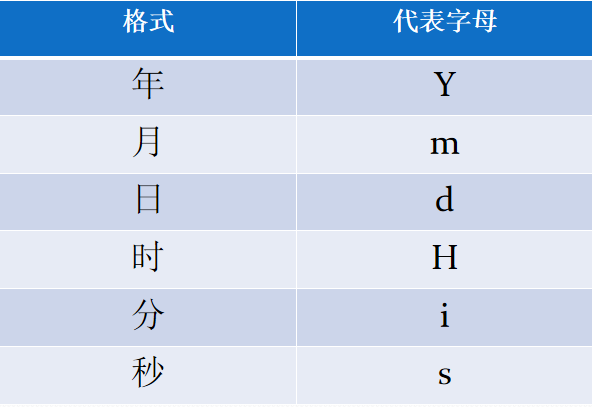 格式 代表字母
年 Y
月 m
日 d
时 H
分 i
秒 s